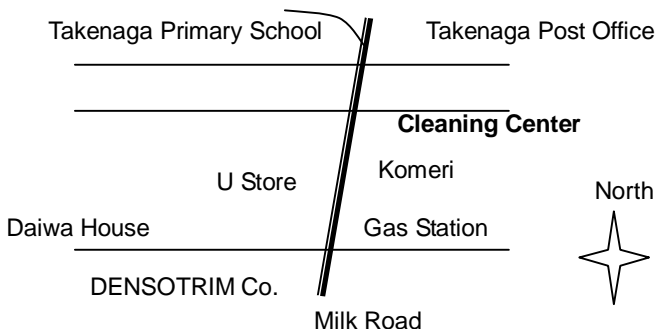 Takenaga Primary School
Takenaga Post Office
Cleaning Center
Komeri
U Store
North
Daiwa House
Gas Station
DENSOTRIM Co.
Milk Road